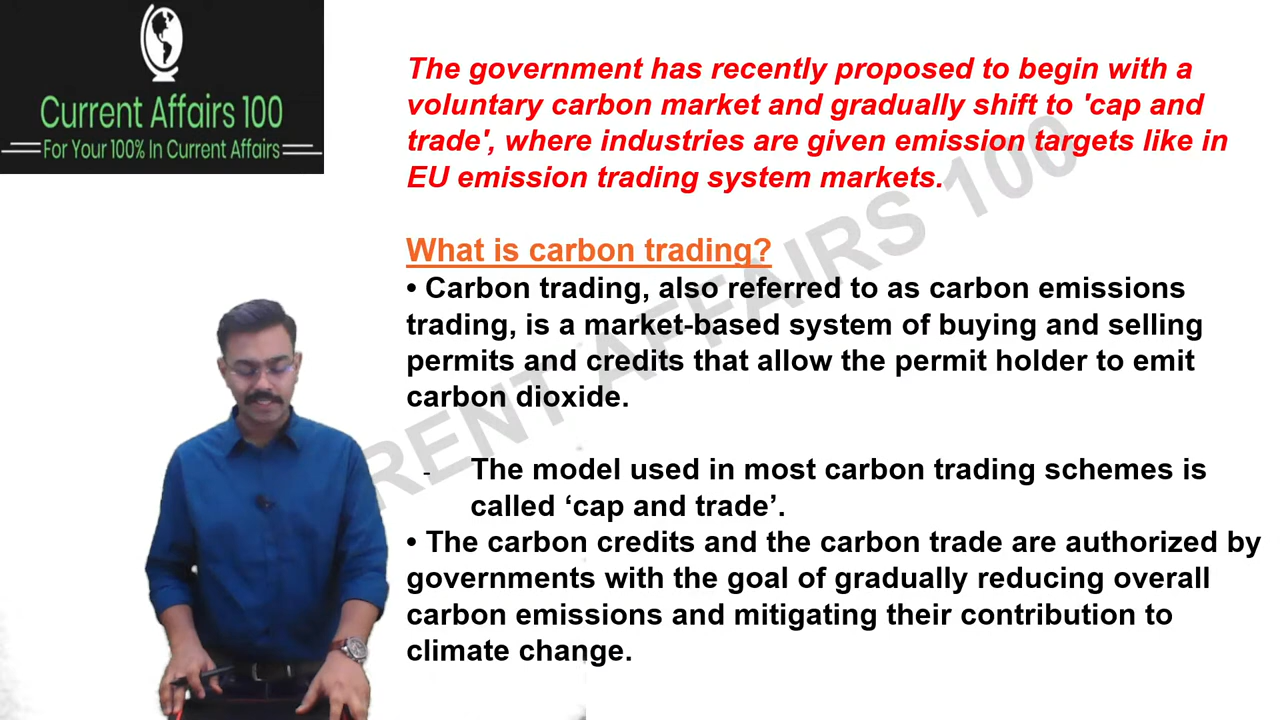 Current Affairs 100
For Your 100% In Current Affairs
The government has recently proposed to begin with a
voluntary carbon market and gradually shift to 'cap and
trade', where industries are given emission targets like in
EU emission trading system markets.
What is carbon trading?
• Carbon trading, also referred to as carbon emissions
trading, is a market-based system of buying and selling
permits and credits that allow the permit holder to emit
carbon dioxide.
- The model used in most carbon trading schemes is
called ‘cap and trade’.
• The carbon credits and the carbon trade are authorized by
governments with the goal of gradually reducing overall
carbon emissions and mitigating their contribution to
climate change.
RENT AFFAIRS 100